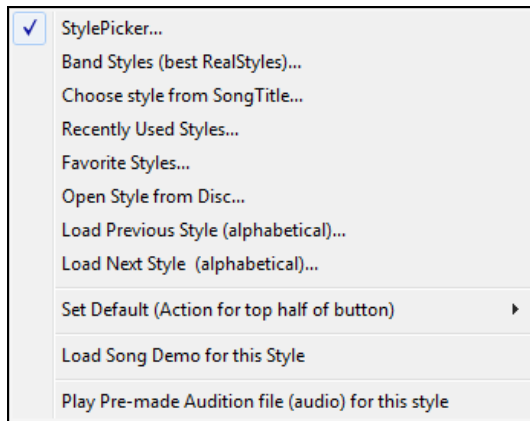 StylePicker...
Band Styles (best RealStyles)...
Choose style from SongTitle...
Recently Used Styles...
Favorite Styles...
Open Style from Disc...
Load Previous Style (alphabetical)...
Load Next Style  (alphabetical)...
Set Default (Action for top half of button)
Load Song Demo for this Style
Play Pre-made Audition file (audio) for this style